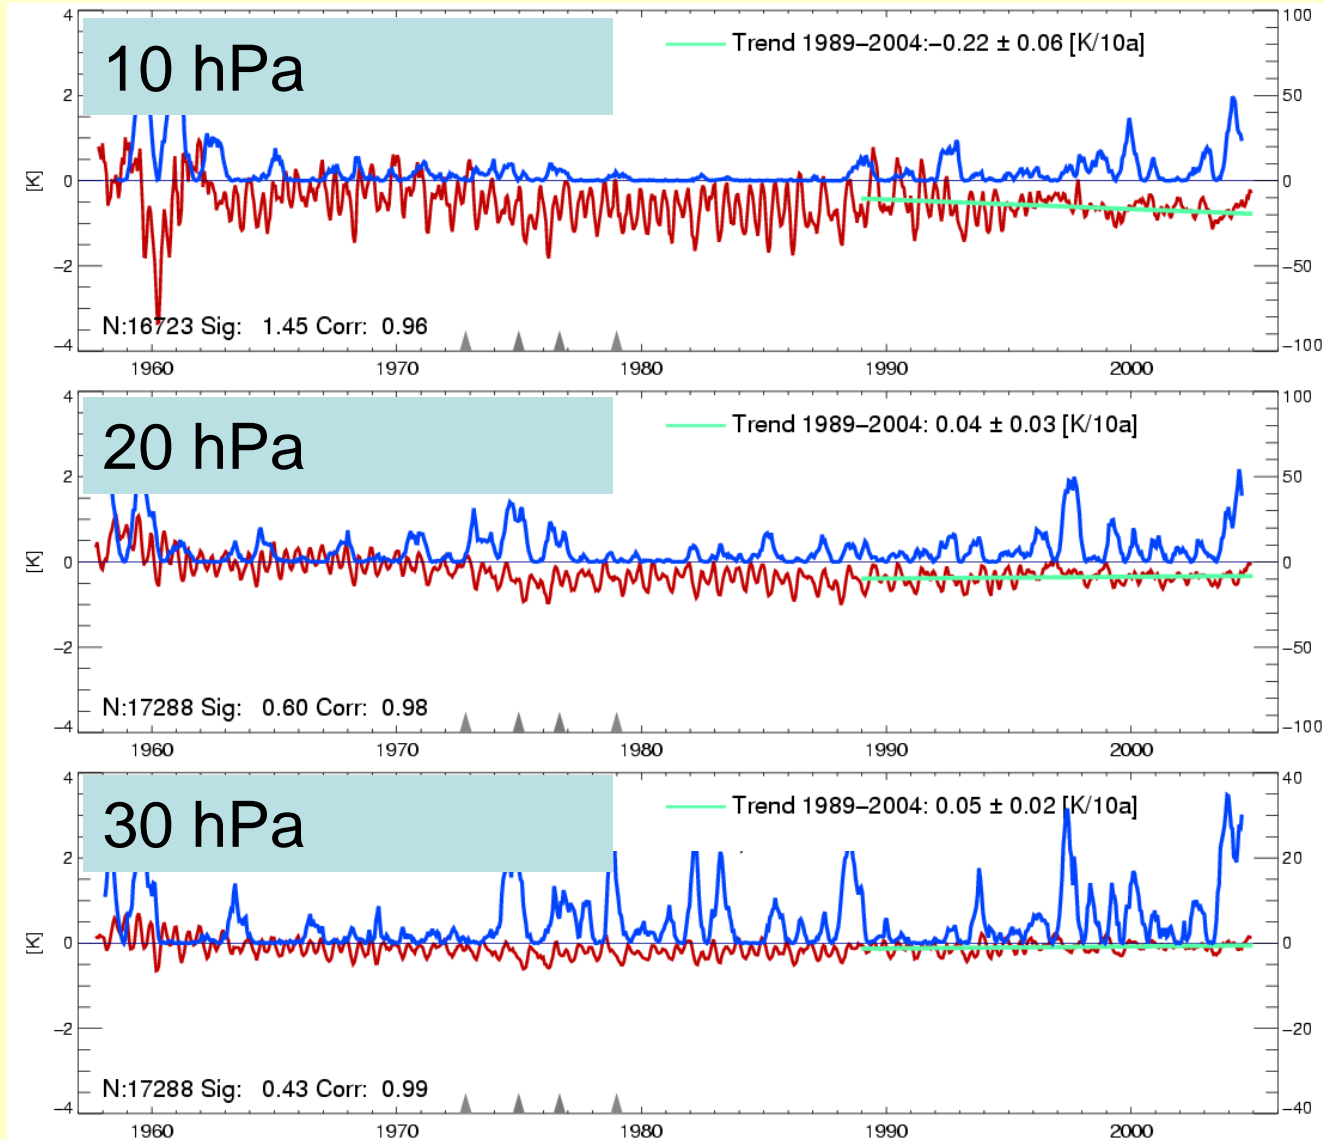 4
100
10 hPa
Trend 1989–2004:−0.22 ± 0.06 [K/10a]
2
50
[K]
0
0
−2
−50
N:16723 Sig: 1.45 Corr: 0.96
−4
−100
1960 1970 1980 1990 2000
4
100
20 hPa
Trend 1989–2004: 0.04 ± 0.03 [K/10a]
2
50
[K]
0
0
−2
−50
N:17288 Sig: 0.60 Corr: 0.98
−4
−100
1960 1970 1980 1990 2000
4
40
30 hPa
Trend 1989–2004: 0.05 ± 0.02 [K/10a]
2
20
[K]
0
0
−2
−20
N:17288 Sig: 0.43 Corr: 0.99
−4
−40
1960 1970 1980 1990 2000